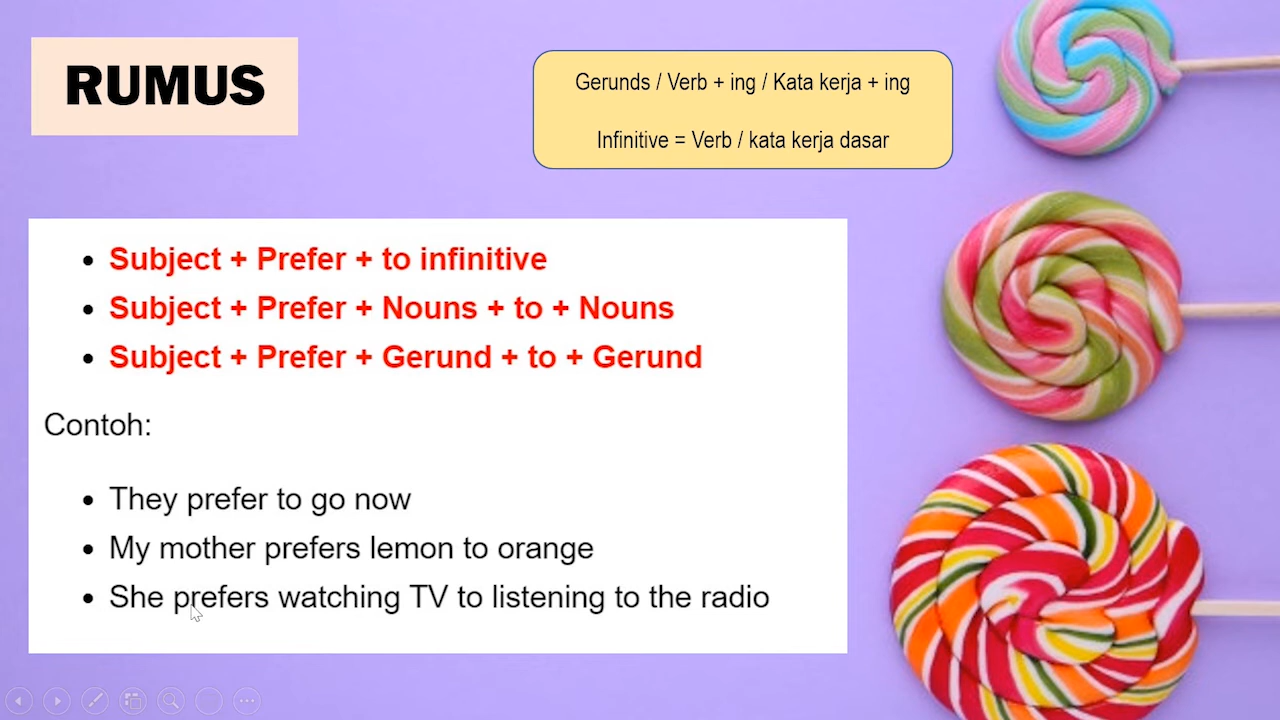 RUMUS
Gerunds / Verb + ing / Kata kerja + ing
Infinitive = Verb / kata kerja dasar
• Subject + Prefer + to infinitive
• Subject + Prefer + Nouns + to + Nouns
• Subject + Prefer + Gerund + to + Gerund
Contoh:
• They prefer to go now
• My mother prefers lemon to orange
• She prefers watching TV to listening to the radio